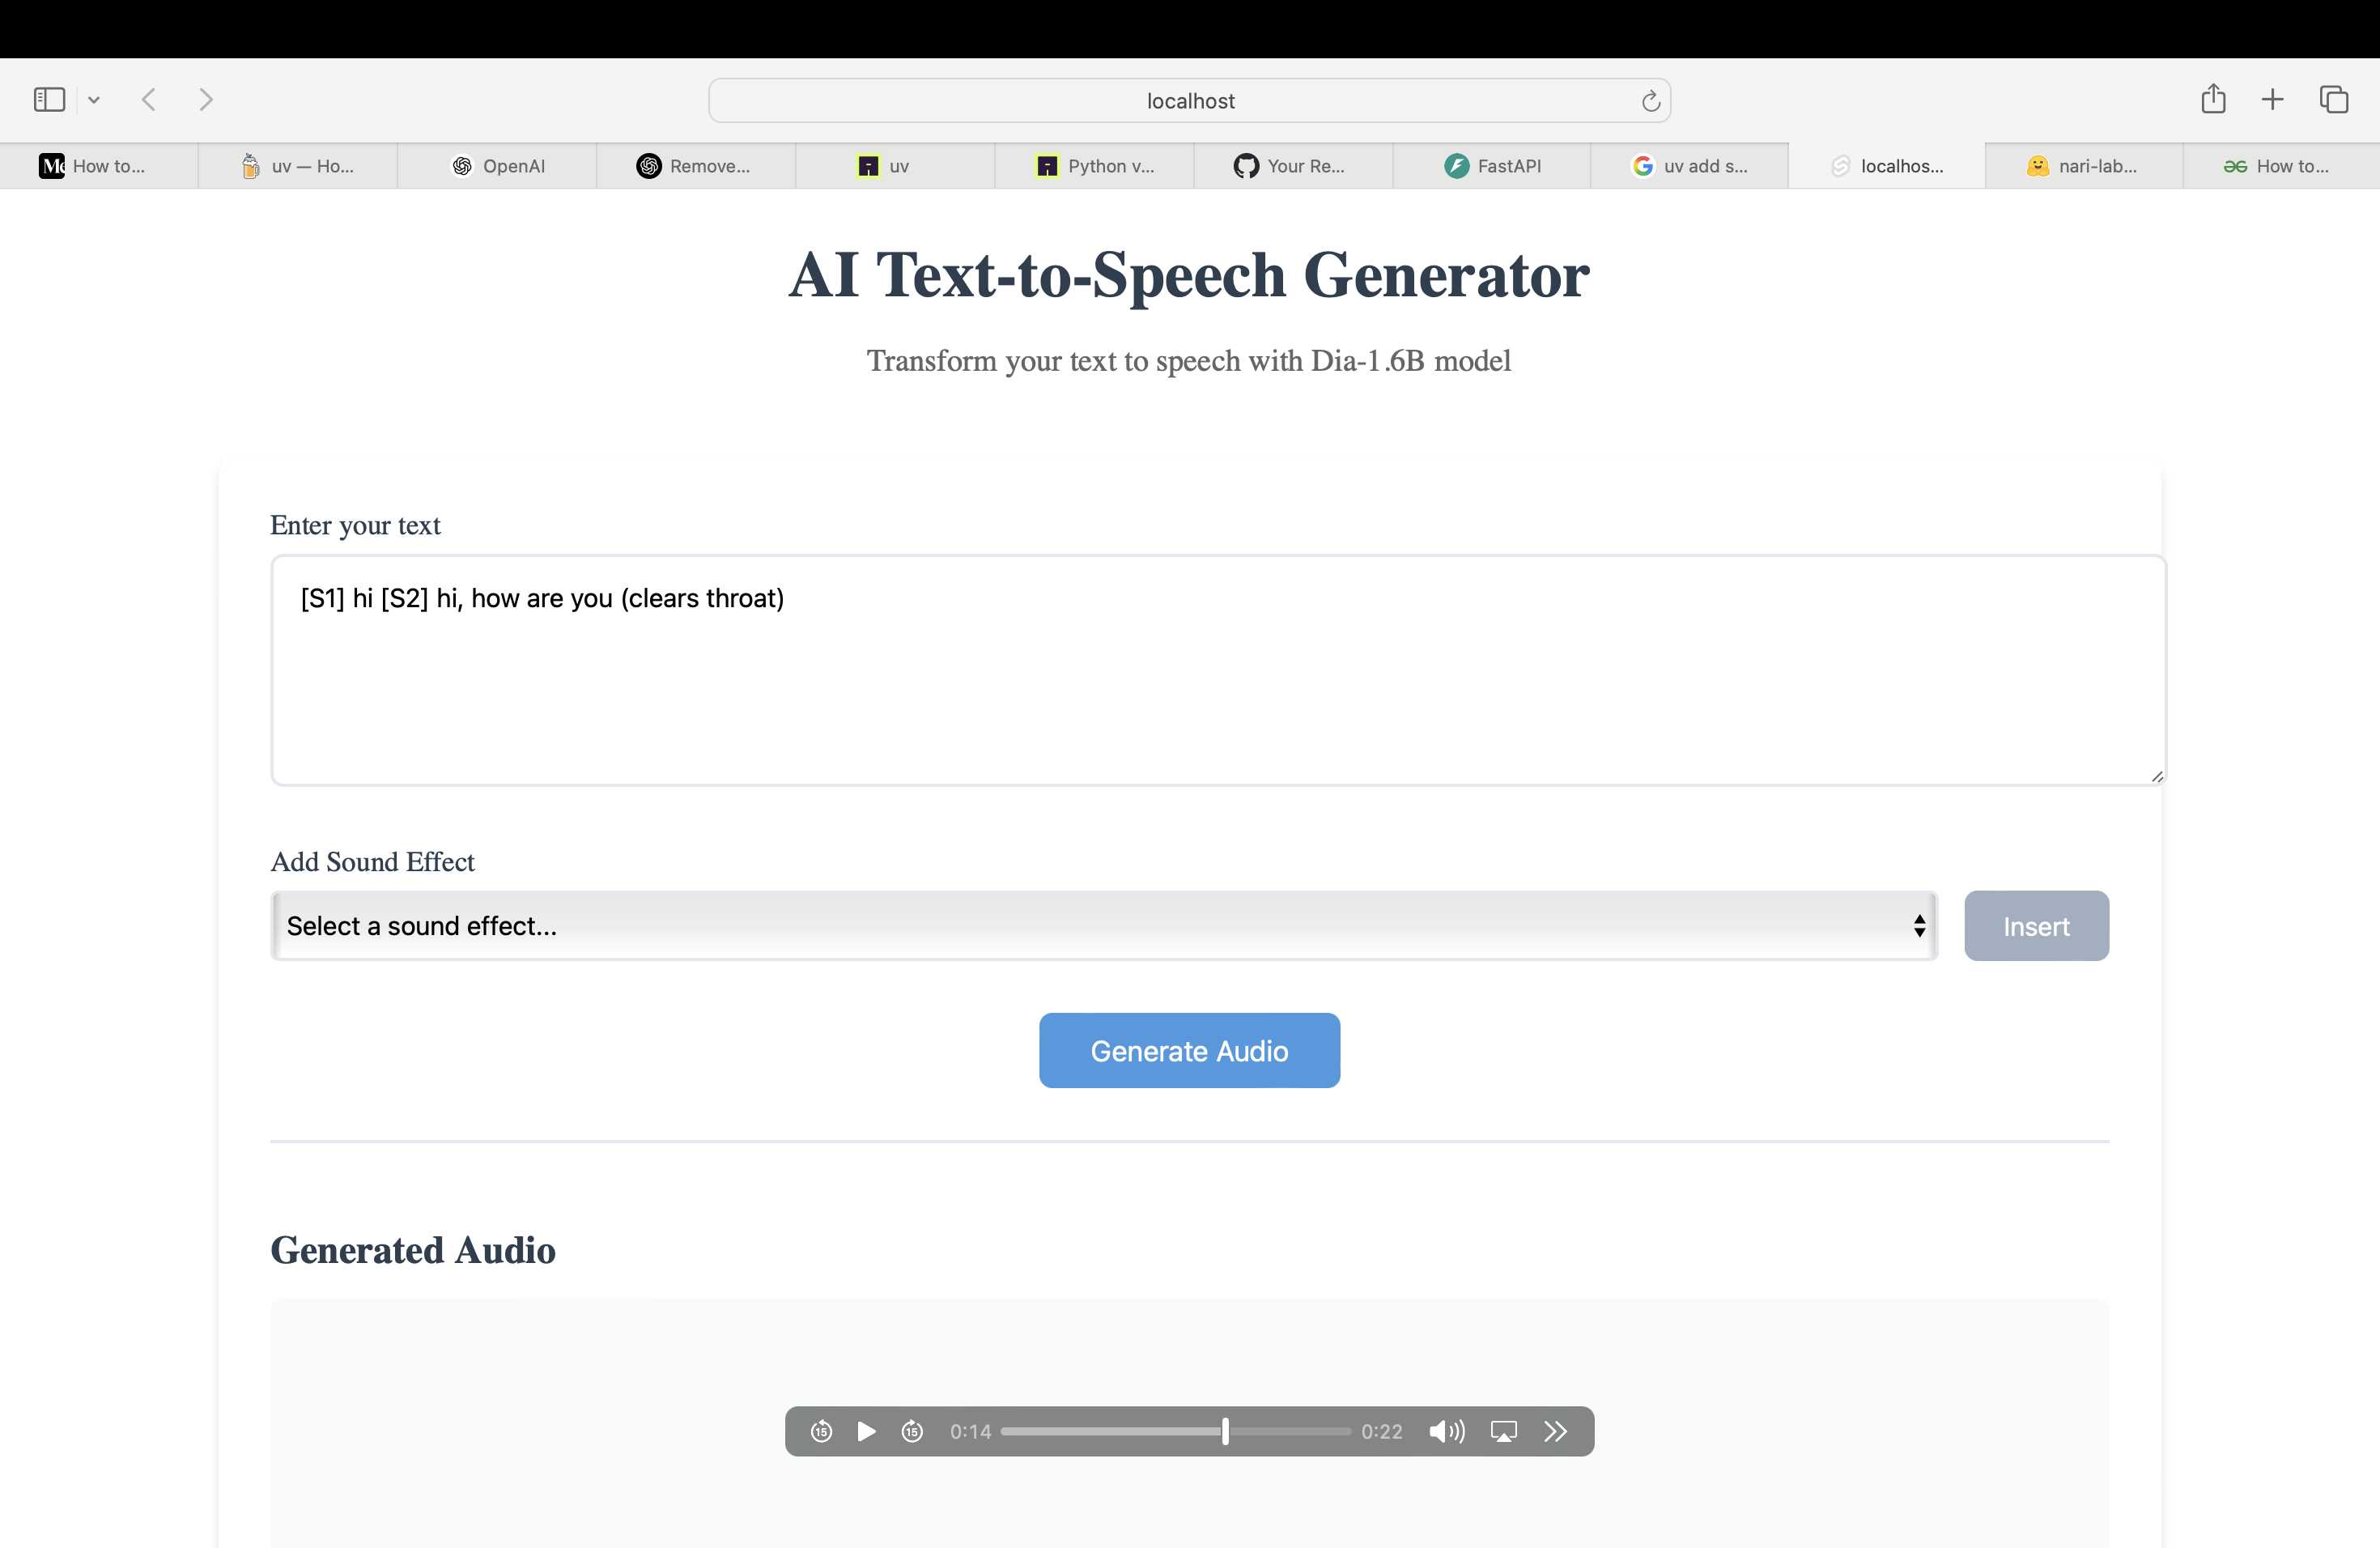 localhost
Me How to...
uv — Ho...
OpenAI
Remove...
uv
Python v...
Your Re...
FastAPI
uv add s...
localhos...
nari-lab...
How to...
AI Text-to-Speech Generator
Transform your text to speech with Dia-1.6B model
Enter your text
[S1] hi [S2] hi, how are you (clears throat)
Add Sound Effect
Select a sound effect...
Insert
Generate Audio
Generated Audio
15 15 0:14 0:22